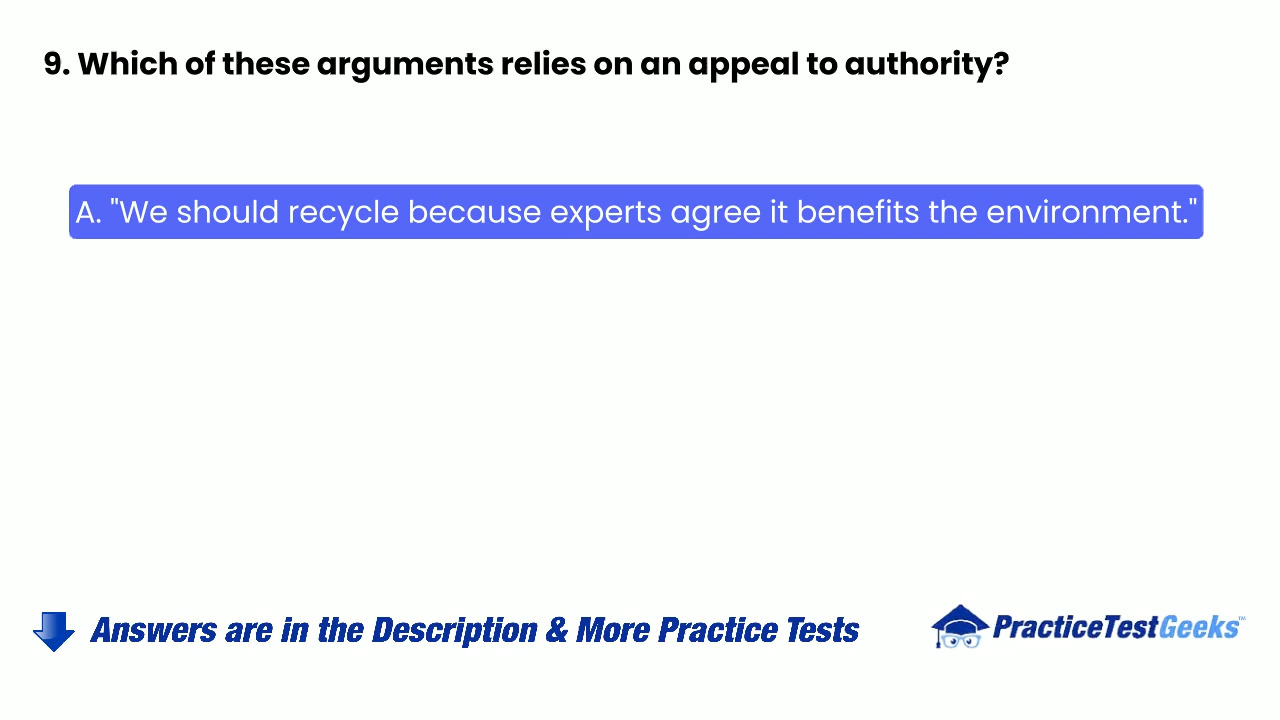 9. Which of these arguments relies on an appeal to authority?
A. "We should recycle because experts agree it benefits the environment."
Answers are in the Description & More Practice Tests
PracticeTestGeeks™